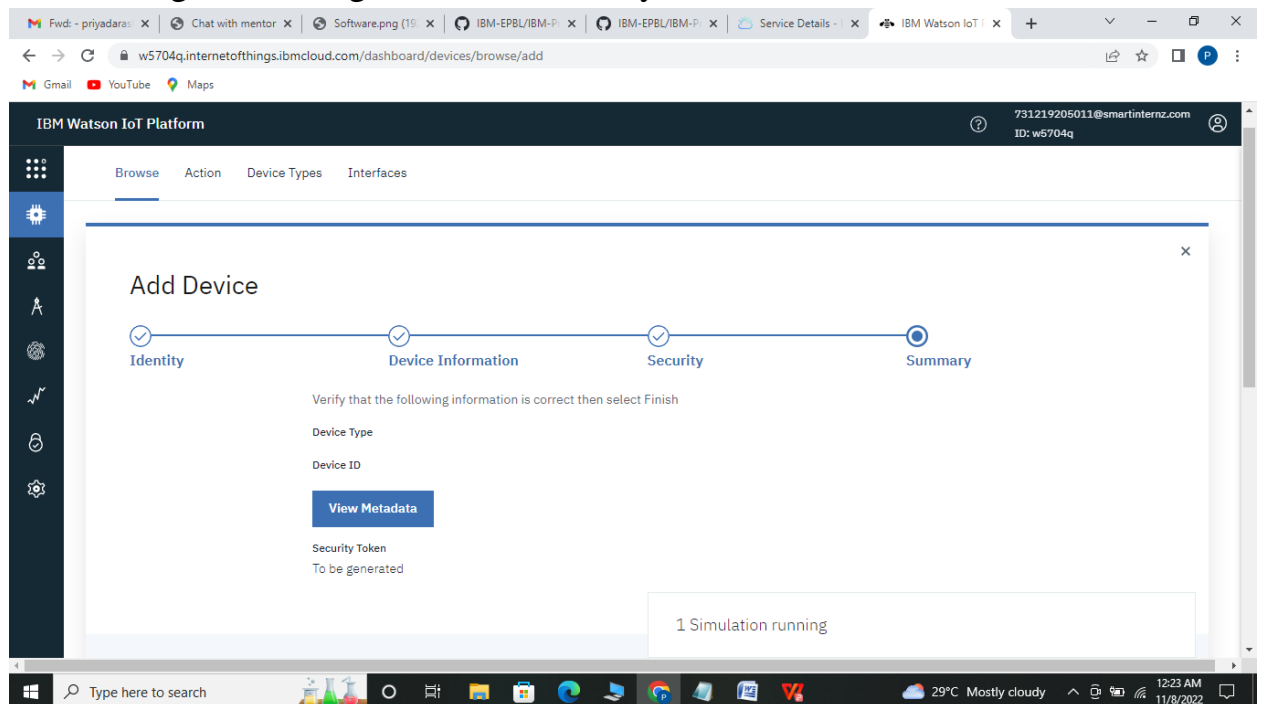 Fwd: - priyadaras
Chat with mentor
Software.png (19
IBM-EPBL/IBM-P
IBM-EPBL/IBM-P
Service Details - I
IBM Watson IoT P
w5704q.internetofthings.ibmcloud.com/dashboard/devices/browse/add
P
Gmail
YouTube
Maps
IBM Watson IoT Platform
731219205011@smartinternz.com
ID: w5704q
Browse
Action
Device Types
Interfaces
Add Device
Identity
Device Information
Security
Summary
Verify that the following information is correct then select Finish
Device Type
Device ID
View Metadata
Security Token
To be generated
1 Simulation running
Type here to search
29°C Mostly cloudy
12:23 AM
11/8/2022